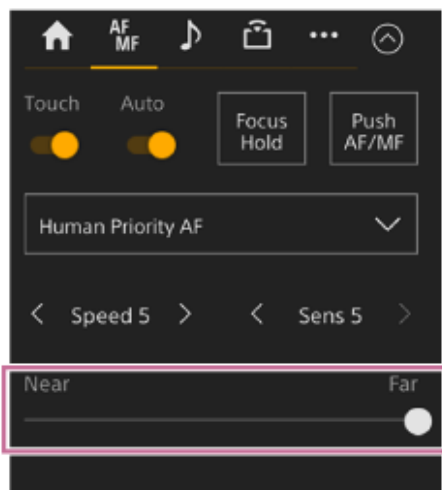 AF
MF
Touch Auto
Focus
Hold
Push
AF/MF
Human Priority AF
Speed 5
Sens 5
Near Far